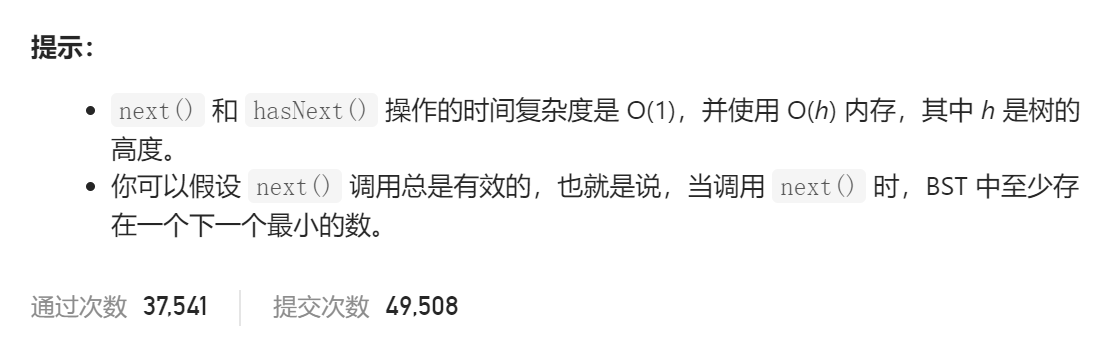 提示：
next() 和 hasNext() 操作的时间复杂度是 O(1)，并使用 O(h) 内存，其中 h 是树的
高度。
你可以假设 next() 调用总是有效的，也就是说，当调用 next() 时，BST 中至少存
在一个下一个最小的数。
通过次数 37,541 提交次数 49,508